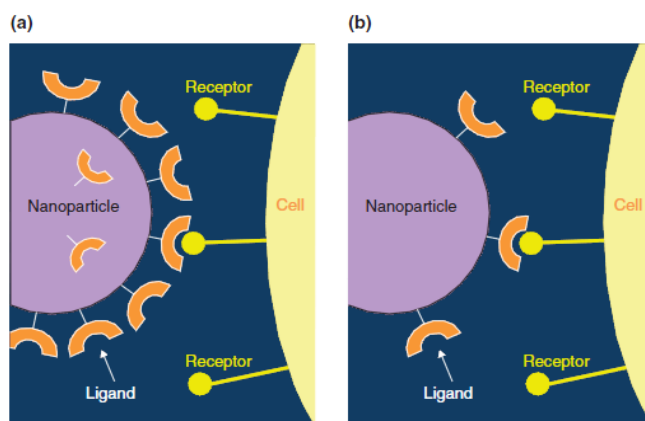 (a)
Receptor
Nanoparticle
Cell
Receptor
Ligand
(b)
Receptor
Nanoparticle
Cell
Receptor
Ligand